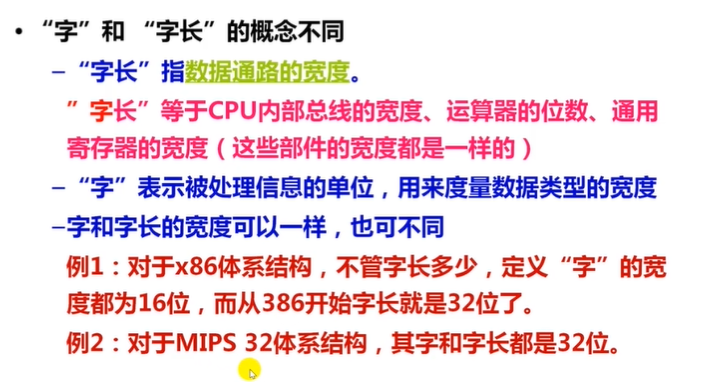 • “字”和 “字长”的概念不同
–“字长”指数据通路的宽度。
”字长”等于CPU内部总线的宽度、运算器的位数、通用
寄存器的宽度（这些部件的宽度都是一样的）
–“字”表示被处理信息的单位，用来度量数据类型的宽度
–字和字长的宽度可以一样，也可不同
例1：对于x86体系结构，不管字长多少，定义“字”的宽
度都为16位，而从386开始字长就是32位了。
例2：对于MIPS 32体系结构，其字和字长都是32位。